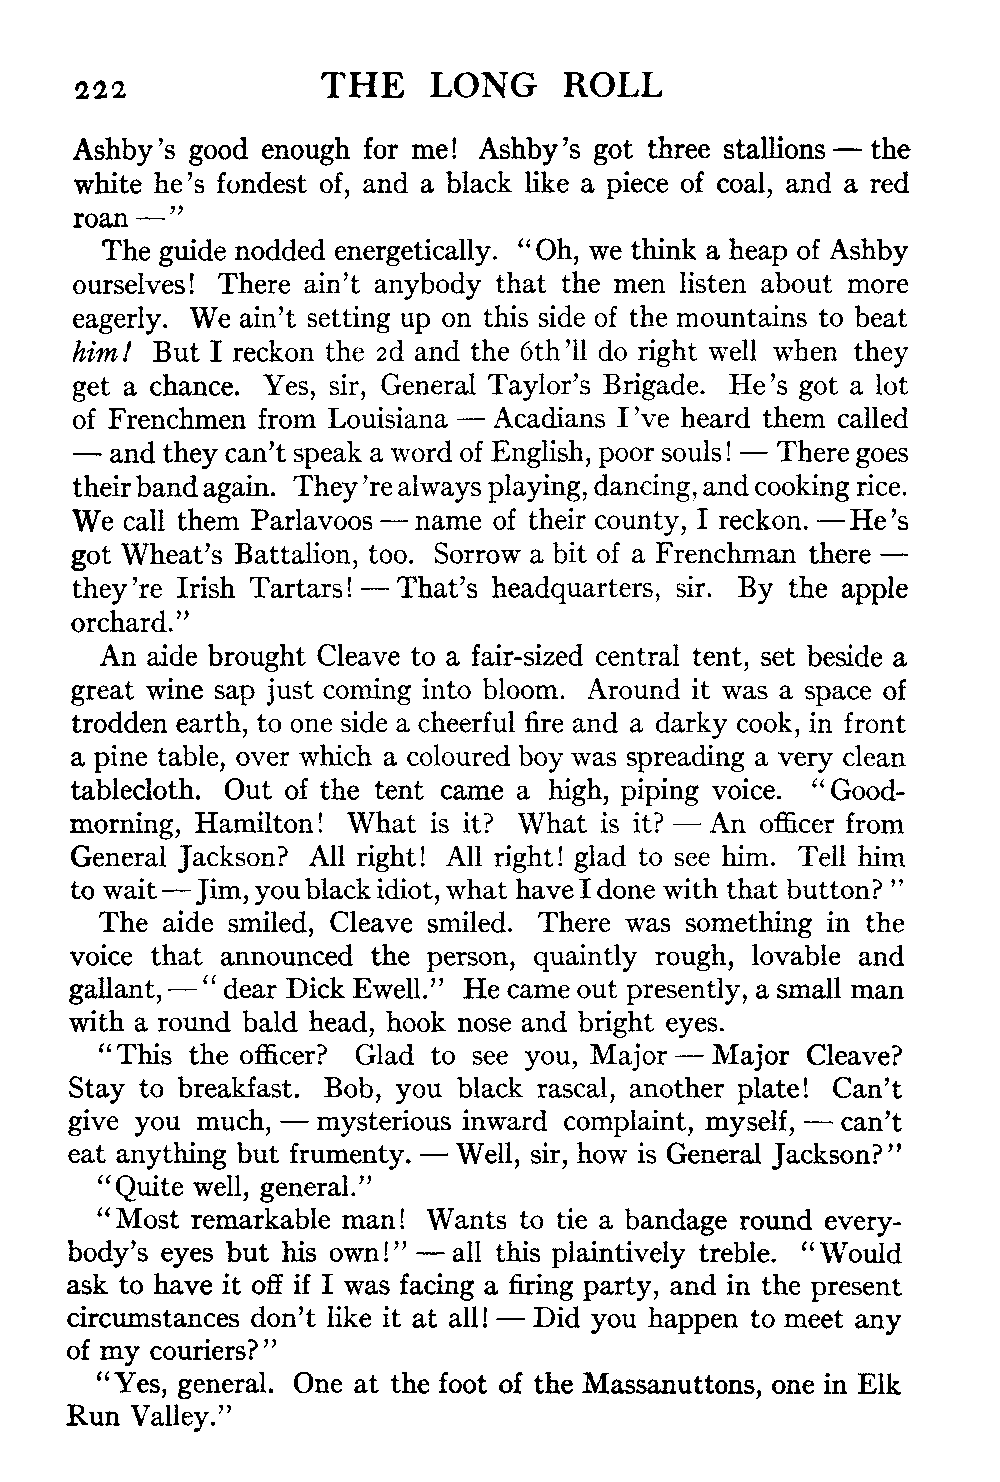 222 THE LONG ROLL
Ashby's good enough for me! Ashby's got three stallions — the
white he's fondest of, and a black like a piece of coal, and a red
roan —"
The guide nodded energetically. "Oh, we think a heap of Ashby
ourselves! There ain't anybody that the men listen about more
eagerly. We ain't setting up on this side of the mountains to beat
him! But I reckon the 2d and the 6th'll do right well when they
get a chance. Yes, sir, General Taylor's Brigade. He's got a lot
of Frenchmen from Louisiana — Acadians I've heard them called
— and they can't speak a word of English, poor souls! — There goes
their band again. They're always playing, dancing, and cooking rice.
We call them Parlavoos — name of their county, I reckon. — He's
got Wheat's Battalion, too. Sorrow a bit of a Frenchman there —
they're Irish Tartars! — That's headquarters, sir. By the apple
orchard."
An aide brought Cleave to a fair-sized central tent, set beside a
great wine sap just coming into bloom. Around it was a space of
trodden earth, to one side a cheerful fire and a darky cook, in front
a pine table, over which a coloured boy was spreading a very clean
tablecloth. Out of the tent came a high, piping voice. "Good-
morning, Hamilton! What is it? What is it? — An officer from
General Jackson? All right! All right! glad to see him. Tell him
to wait — Jim, you black idiot, what have I done with that button?"
The aide smiled, Cleave smiled. There was something in the
voice that announced the person, quaintly rough, lovable and
gallant, — "dear Dick Ewell." He came out presently, a small man
with a round bald head, hook nose and bright eyes.
"This the officer? Glad to see you, Major — Major Cleave?
Stay to breakfast. Bob, you black rascal, another plate! Can't
give you much, — mysterious inward complaint, myself, — can't
eat anything but frumenty. — Well, sir, how is General Jackson?"
"Quite well, general."
"Most remarkable man! Wants to tie a bandage round every-
body's eyes but his own!" — all this plaintively treble. "Would
ask to have it off if I was facing a firing party, and in the present
circumstances don't like it at all! — Did you happen to meet any
of my couriers?"
"Yes, general. One at the foot of the Massanuttons, one in Elk
Run Valley."